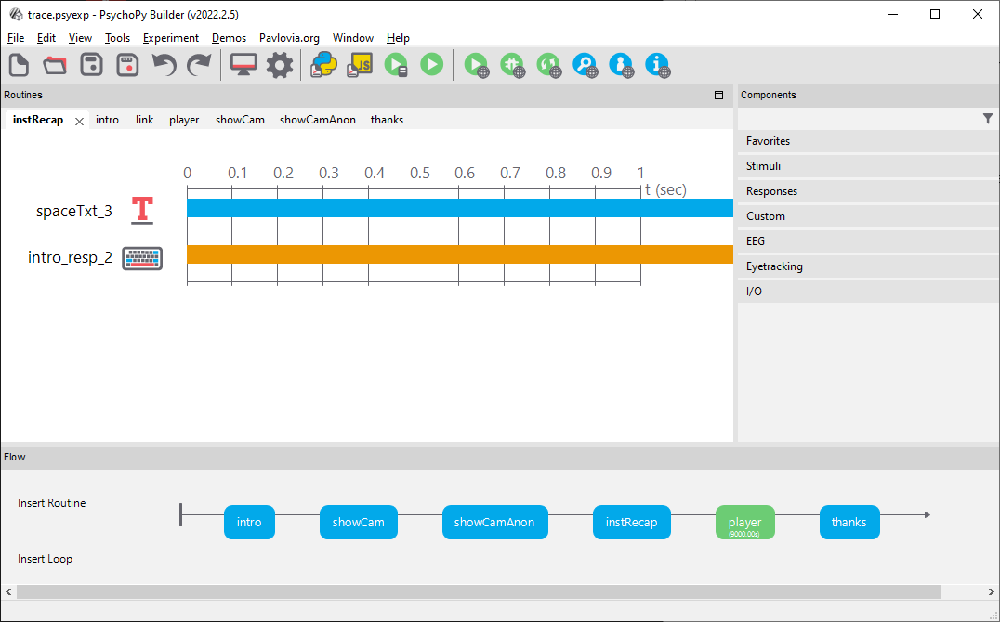 trace.psyexp - PsychoPy Builder (v2022.2.5)
File Edit View Tools Experiment Demos Pavlovia.org Window Help
JS
Routines
Components
instRecap intro link player showCam showCamAnon thanks
Favorites
Stimuli
Responses
Custom
EEG
Eyetracking
I/O
0 0.1 0.2 0.3 0.4 0.5 0.6 0.7 0.8 0.9 1
t (sec)
spaceTxt_3
intro_resp_2
Flow
Insert Routine
intro showCam showCamAnon instRecap player thanks
(9000.00s)
Insert Loop